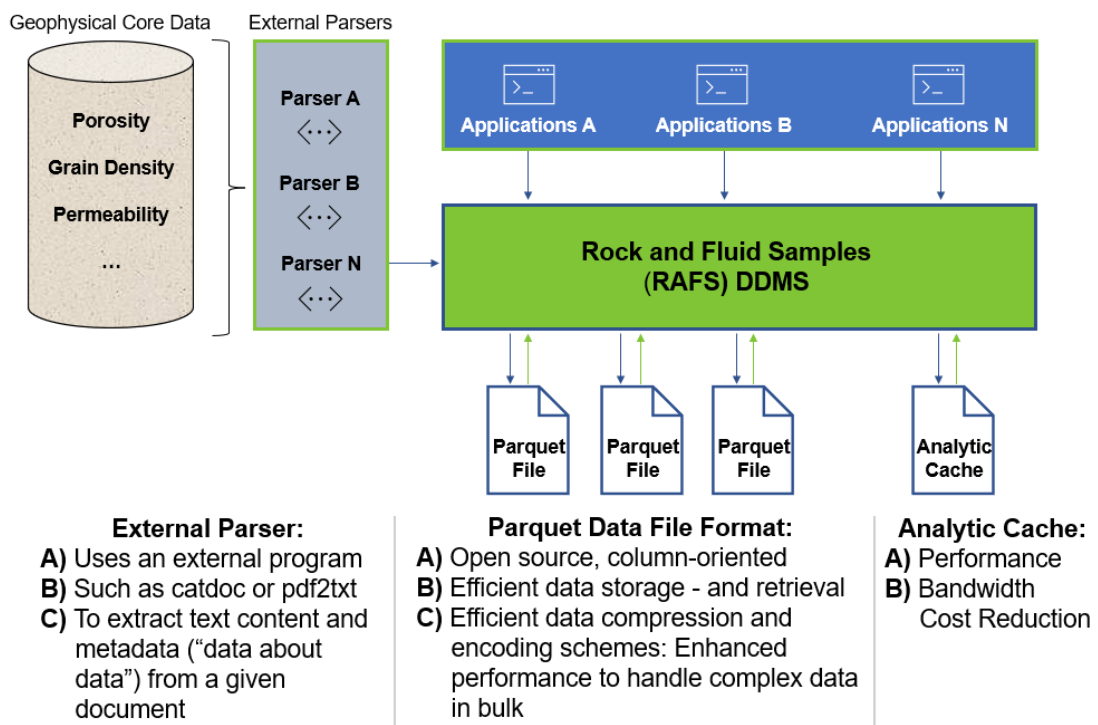 Geophysical Core Data
External Parsers
Porosity
Grain Density
Permeability
...
Parser A
Parser B
Parser N
Applications A
Applications B
Applications N
Rock and Fluid Samples
(RAFS) DDMS
Parquet
File
Parquet
File
Parquet
File
Analytic
Cache
External Parser:
A) Uses an external program
B) Such as catdoc or pdf2txt
C) To extract text content and
metadata (“data about
data”) from a given
document
Parquet Data File Format:
A) Open source, column-oriented
B) Efficient data storage - and retrieval
C) Efficient data compression and
encoding schemes: Enhanced
performance to handle complex data
in bulk
Analytic Cache:
A) Performance
B) Bandwidth
Cost Reduction